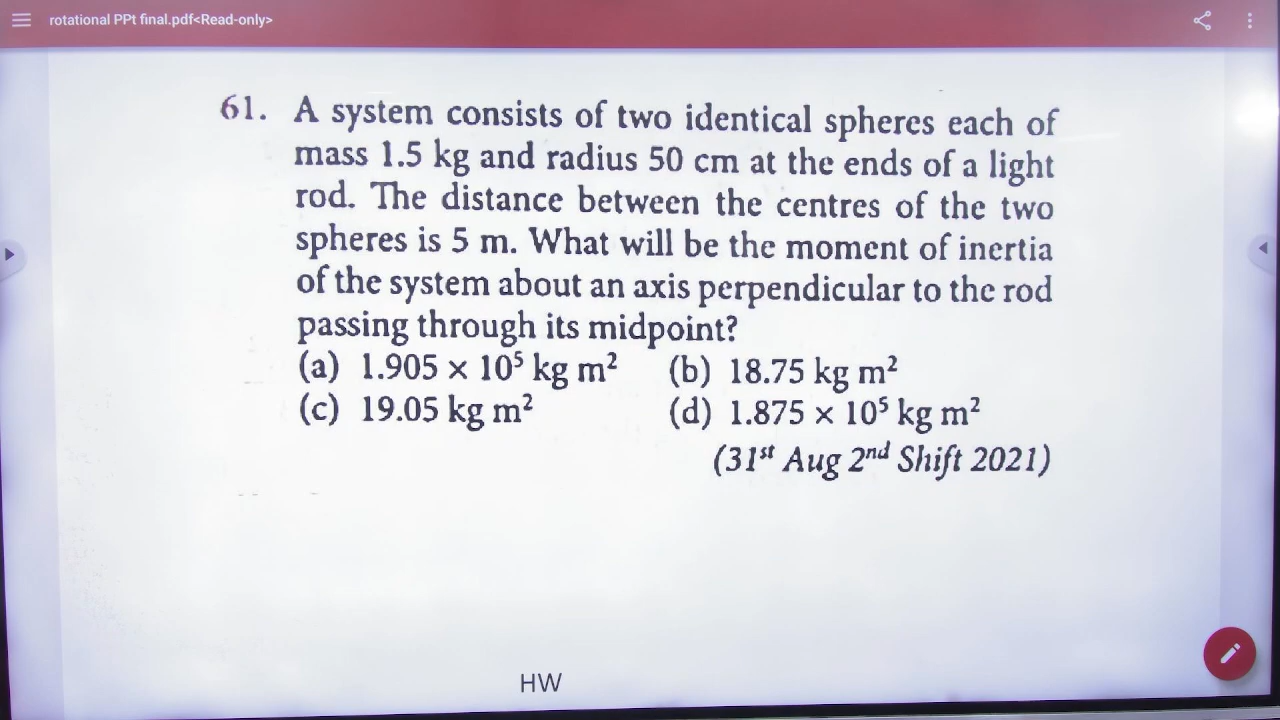 rotational PPt final.pdf<Read-only>
61. A system consists of two identical spheres each of
mass 1.5 kg and radius 50 cm at the ends of a light
rod. The distance between the centres of the two
spheres is 5 m. What will be the moment of inertia
of the system about an axis perpendicular to the rod
passing through its midpoint?
(a) 1.905 × 10⁵ kg m² (b) 18.75 kg m²
(c) 19.05 kg m² (d) 1.875 × 10⁵ kg m²
(31ˢᵗ Aug 2ⁿᵈ Shift 2021)
HW